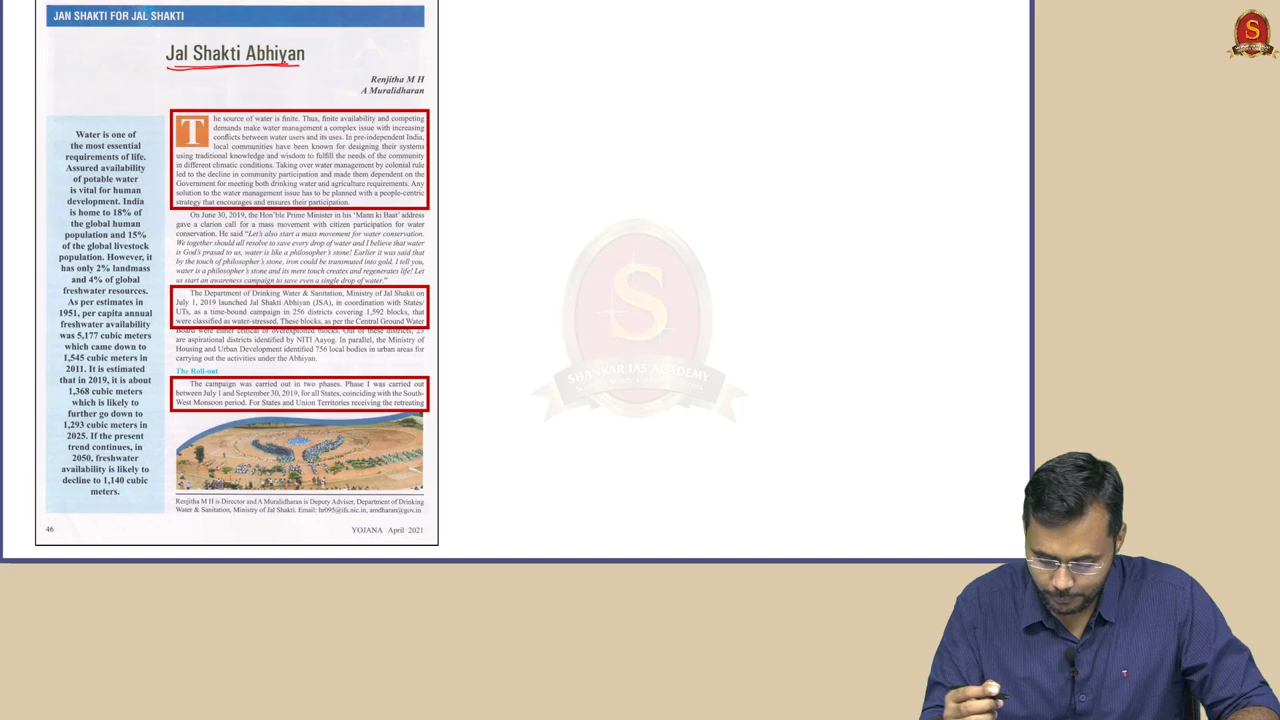 JAN SHAKTI FOR JAL SHAKTI
Jal Shakti Abhiyan
Renjitha M H
A Muralidharan
Water is one of
the most essential
requirements of life.
Assured availability
of potable water
is vital for human
development. India
is home to 18% of
the global human
population and 15%
of the global livestock
population. However, it
has only 2% landmass
and 4% of global
freshwater resources.
As per estimates in
1951, per capita annual
freshwater availability
was 5,177 cubic meters
which came down to
1,545 cubic meters in
2011. It is estimated
that in 2019, it is about
1,368 cubic meters
which is likely to
further go down to
1,293 cubic meters in
2025. If the present
trend continues, in
2050, freshwater
availability is likely to
decline to 1,140 cubic
meters.
The source of water is finite. Thus, finite availability and competing
demands make water management a complex issue with increasing
conflicts between water users and its uses. In pre-independent India,
local communities have been known for designing their systems
using traditional knowledge and wisdom to fulfill the needs of the community
in different climatic conditions. Taking over water management by colonial rule
led to the decline in community participation and made them dependent on the
Government for meeting both drinking water and agriculture requirements. Any
solution to the water management issue has to be planned with a people-centric
strategy that encourages and ensures their participation.
On June 30, 2019, the Hon'ble Prime Minister in his 'Mann ki Baat' address
gave a clarion call for a mass movement with citizen participation for water
conservation. He said "Let's also start a mass movement for water conservation.
We together should all resolve to save every drop of water and I believe that water
is God's prasad to us, water is like a philosopher's stone! Earlier it was said that
by the touch of philosopher's stone, iron could be transmuted into gold. I tell you,
water is a philosopher's stone and its mere touch creates and regenerates life! Let
us start an awareness campaign to save even a single drop of water."
The Department of Drinking Water & Sanitation, Ministry of Jal Shakti on
July 1, 2019 launched Jal Shakti Abhiyan (JSA), in coordination with States/
UTs, as a time-bound campaign in 256 districts covering 1,592 blocks, that
were classified as water-stressed. These blocks, as per the Central Ground Water
Board were either critical or overexploited blocks. Out of these districts, 25
are aspirational districts identified by NITI Aayog. In parallel, the Ministry of
Housing and Urban Development identified 756 local bodies in urban areas for
carrying out the activities under the Abhiyan.
The Roll-out
The campaign was carried out in two phases. Phase I was carried out
between July 1 and September 30, 2019, for all States, coinciding with the South-
West Monsoon period. For States and Union Territories receiving the retreating
Renjitha M H is Director and A Muralidharan is Deputy Adviser, Department of Drinking
Water & Sanitation, Ministry of Jal Shakti. Email: hr095@ifs.nic.in, amdharan@gov.in
46
YOJANA April 2021
S
SHANKAR IAS ACADEMY
S